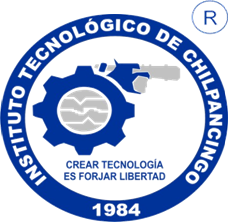 ®
INSTITUTO TECNOLÓGICO DE CHILPANCINGO
CREAR TECNOLOGÍA
ES FORJAR LIBERTAD
1984